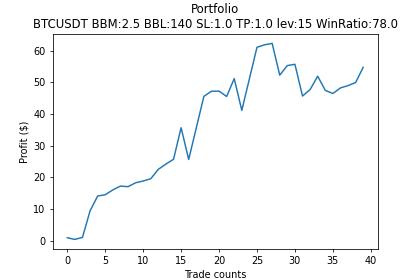 Portfolio
BTCUSDT BBM:2.5 BBL:140 SL:1.0 TP:1.0 lev:15 WinRatio:78.0
60
50
40
30
20
10
0
Profit ($)
0 5 10 15 20 25 30 35 40
Trade counts